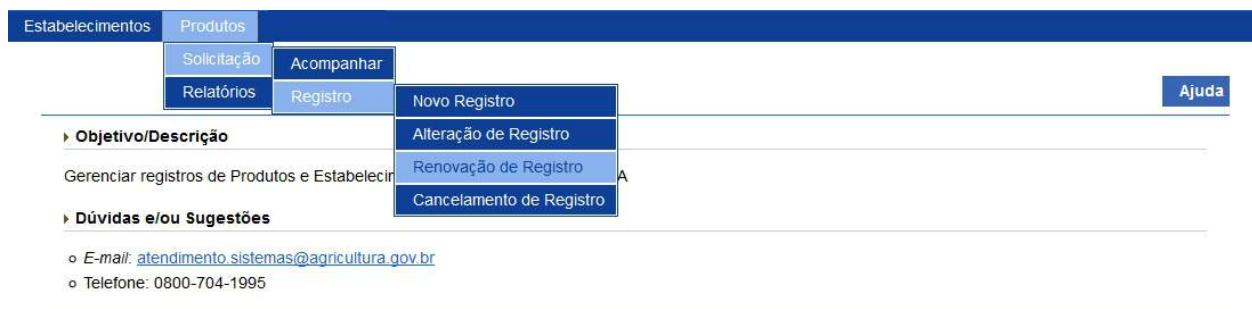 Estabelecimentos Produtos
Solicitação Acompanhar
Relatórios Registro Novo Registro Ajuda
Objetivo/Descrição Alteração de Registro
Gerenciar registros de Produtos e Renovação de Registro A
Cancelamento de Registro
Dúvidas e/ou Sugestões
E-mail: atendimento.sistemas@agricultura.gov.br
Telefone: 0800-704-1995